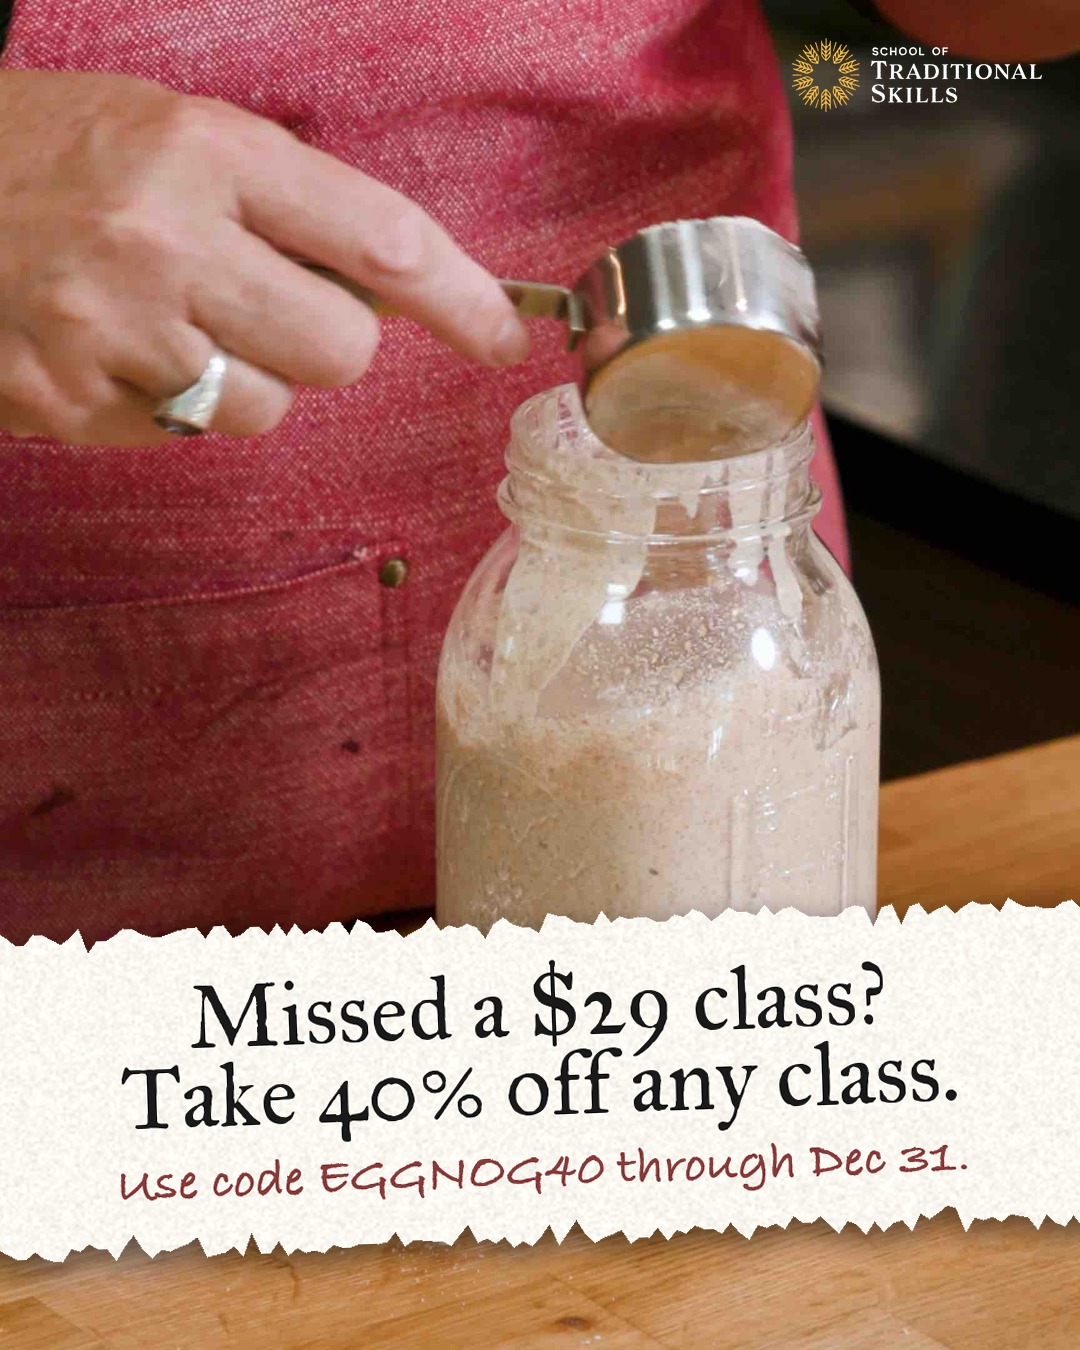 SCHOOL OF
TRADITIONAL
SKILLS
Missed a $29 class?
Take 40% off any class.
Use code EGGNOG40 through Dec 31.